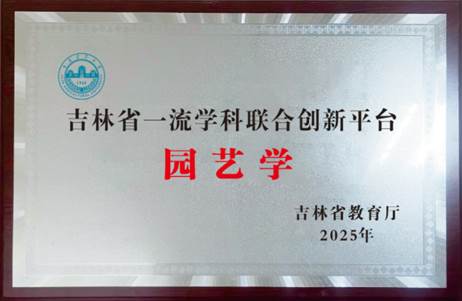 吉林省一流学科联合创新平台
园艺学
吉林省教育厅
2025年